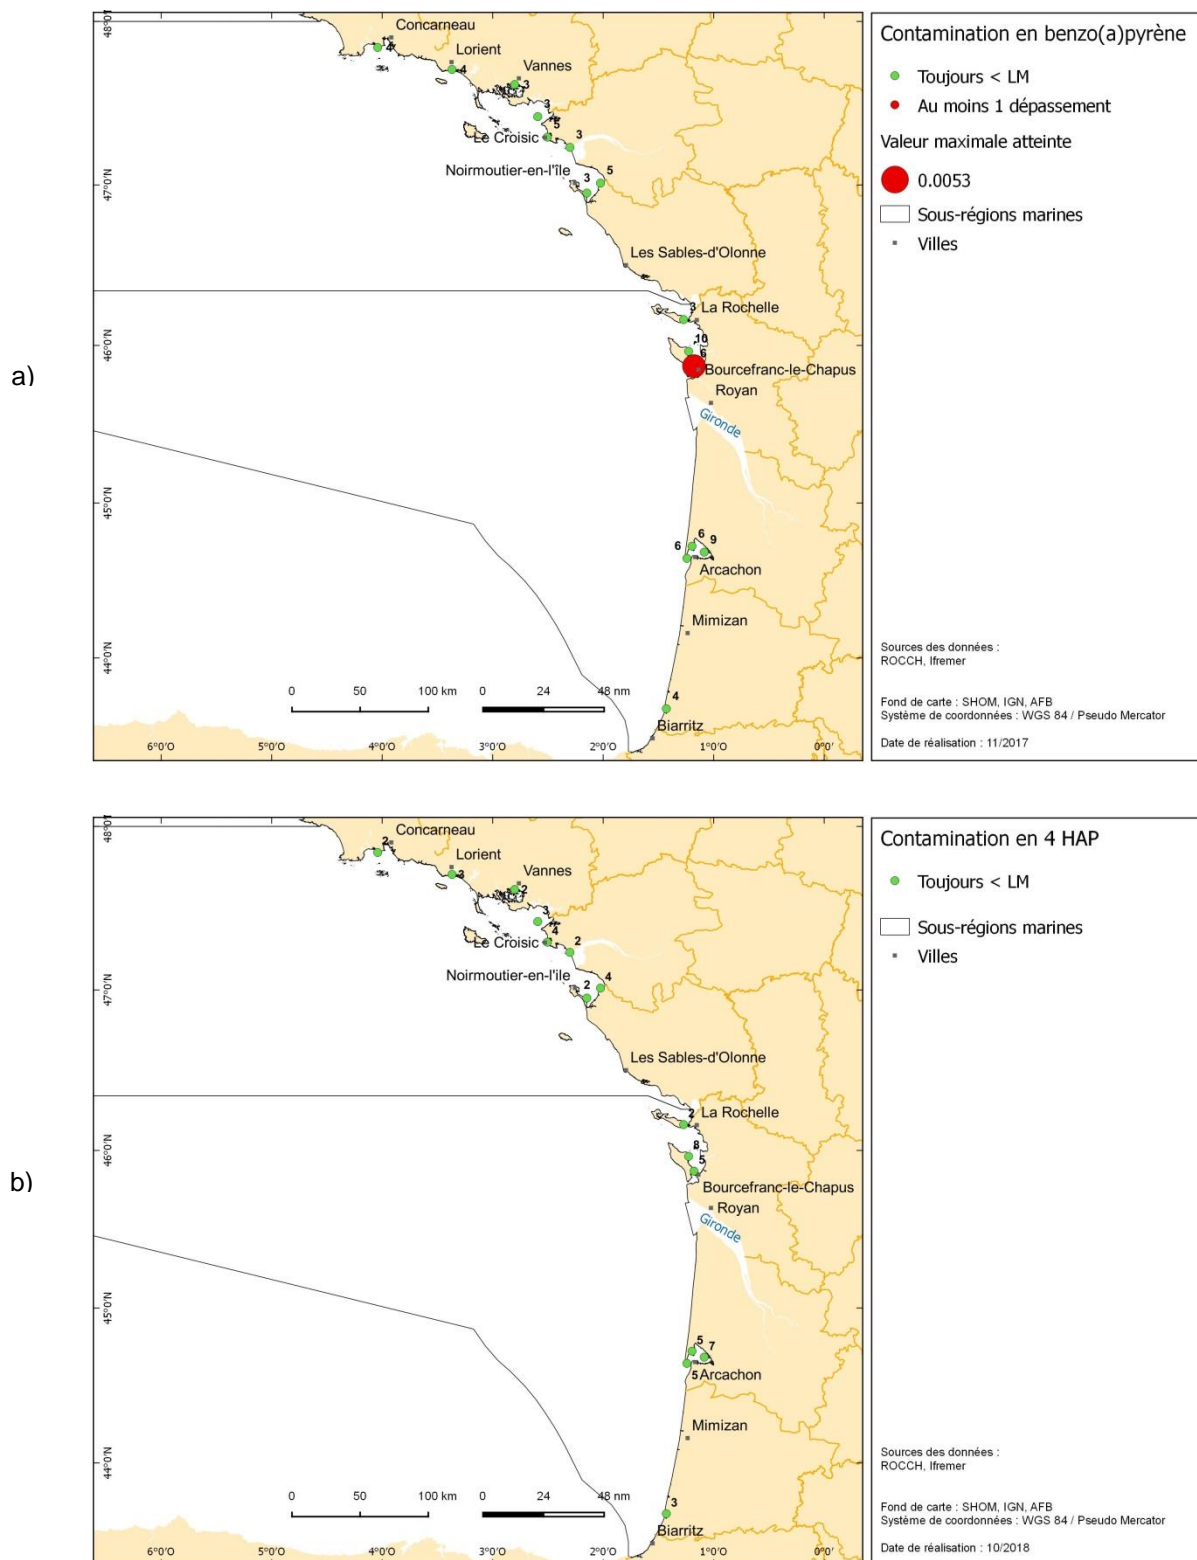 a)
48°0'N
47°0'N
46°0'N
45°0'N
44°0'N
Concarneau
4
Lorient
4
Vannes
3
3
5
Le Croisic
3
Noirmoutier-en-l'île
3
5
Les Sables-d'Olonne
3
La Rochelle
10
6
Bourcefranc-le-Chapus
Royan
Gironde
6
6
9
Arcachon
Mimizan
4
Biarritz
0 50 100 km
0 24 48 nm
6°0'O 5°0'O 4°0'O 3°0'O 2°0'O 1°0'O 0°0'
Contamination en benzo(a)pyrène
Toujours < LM
Au moins 1 dépassement
Valeur maximale atteinte
0.0053
Sous-régions marines
Villes
Sources des données :
ROCCH, Ifremer
Fond de carte : SHOM, IGN, AFB
Système de coordonnées : WGS 84 / Pseudo Mercator
Date de réalisation : 11/2017
b)
48°0'N
47°0'N
46°0'N
45°0'N
44°0'N
Concarneau
2
Lorient
3
Vannes
2
3
4
Le Croisic
2
Noirmoutier-en-l'île
2
4
Les Sables-d'Olonne
2
La Rochelle
8
5
Bourcefranc-le-Chapus
Royan
Gironde
5
7
5
Arcachon
Mimizan
3
Biarritz
0 50 100 km
0 24 48 nm
6°0'O 5°0'O 4°0'O 3°0'O 2°0'O 1°0'O 0°0'
Contamination en 4 HAP
Toujours < LM
Sous-régions marines
Villes
Sources des données :
ROCCH, Ifremer
Fond de carte : SHOM, IGN, AFB
Système de coordonnées : WGS 84 / Pseudo Mercator
Date de réalisation : 10/2018